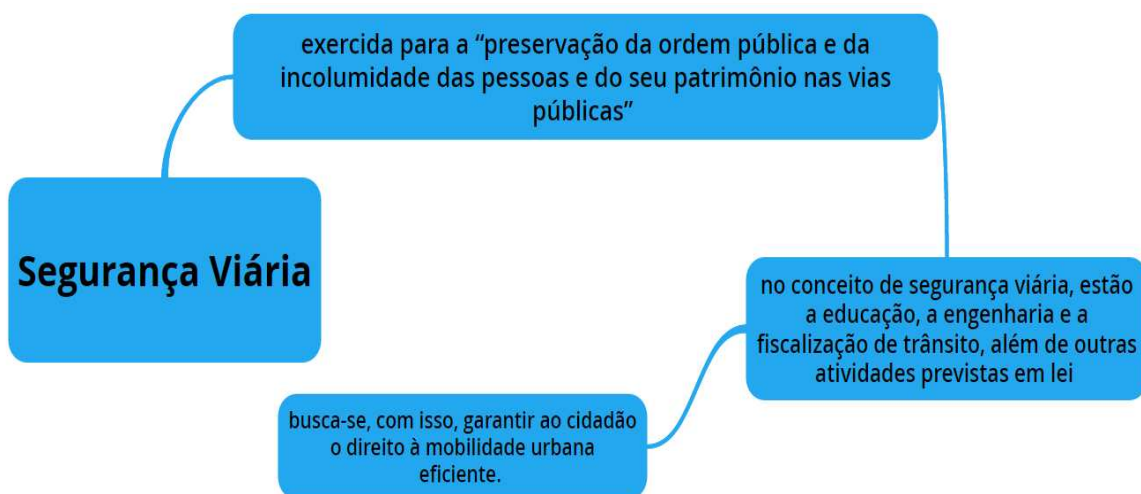 exercida para a “preservação da ordem pública e da
incolumidade das pessoas e do seu patrimônio nas vias
públicas”
Segurança Viária
no conceito de segurança viária, estão
a educação, a engenharia e a
fiscalização de trânsito, além de outras
atividades previstas em lei
busca-se, com isso, garantir ao cidadão
o direito à mobilidade urbana
eficiente.